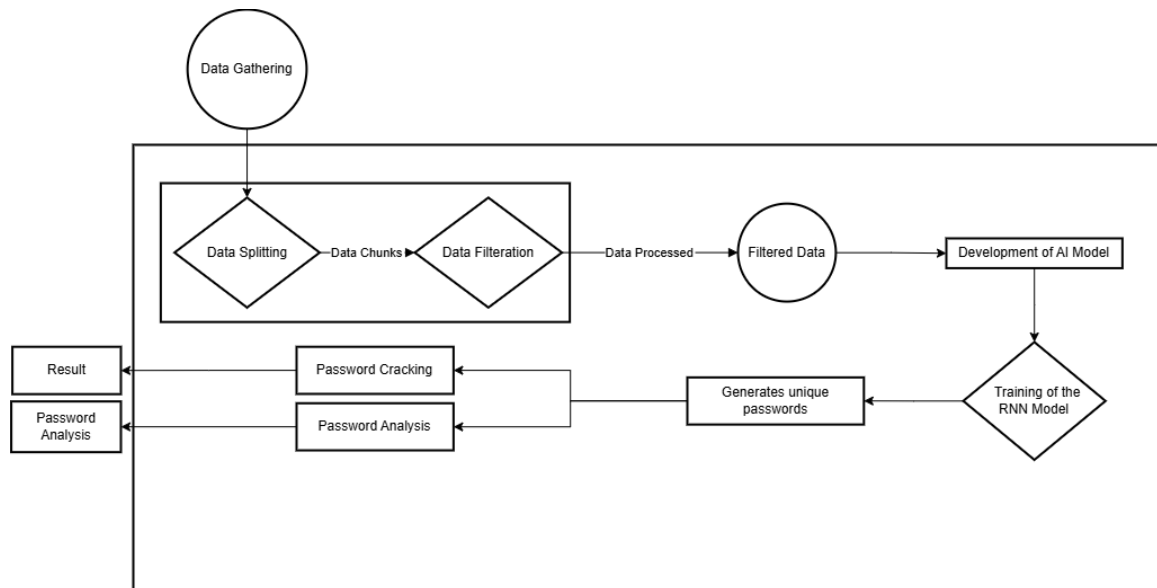 Data Gathering
Data Splitting
Data Chunks
Data Filteration
Data Processed
Filtered Data
Development of AI Model
Training of the
RNN Model
Generates unique
passwords
Password Cracking
Result
Password Analysis
Password
Analysis